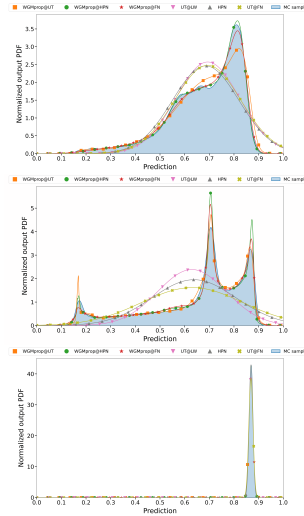 WGMprop@UT WGMprop@HPN WGMprop@FN UT@LW HPN UT@FN MC sampl
Normalized output PDF
3.5
3.0
2.5
2.0
1.5
1.0
0.5
0.0
0.0 0.1 0.2 0.3 0.4 0.5 0.6 0.7 0.8 0.9 1.0
Prediction
WGMprop@UT WGMprop@HPN WGMprop@FN UT@LW HPN UT@FN MC sampl
Normalized output PDF
5
4
3
2
1
0
0.0 0.1 0.2 0.3 0.4 0.5 0.6 0.7 0.8 0.9 1.0
Prediction
Normalized output PDF
40
30
20
10
0
0.0 0.1 0.2 0.3 0.4 0.5 0.6 0.7 0.8 0.9 1.0
Prediction